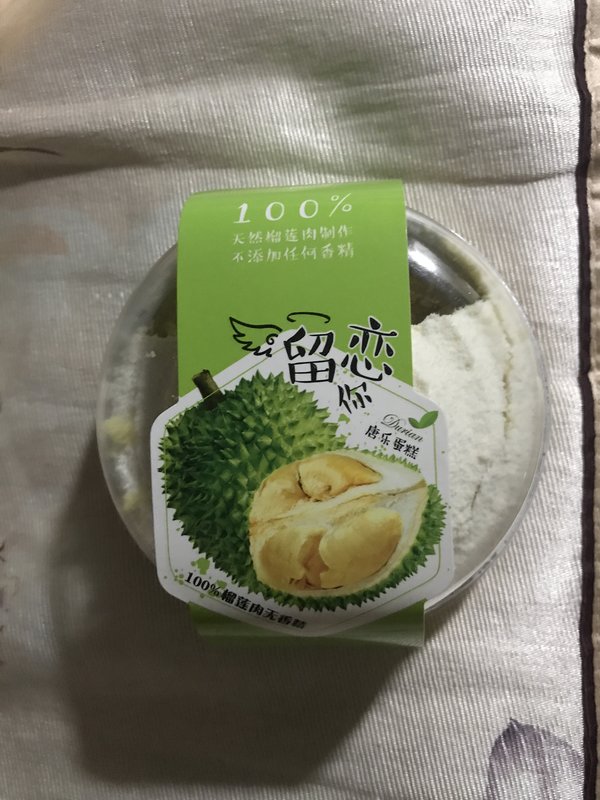 100%
天然榴莲肉制作
不添加任何香精
留恋
你
Durian
唐乐蛋糕
100%榴莲肉无香精